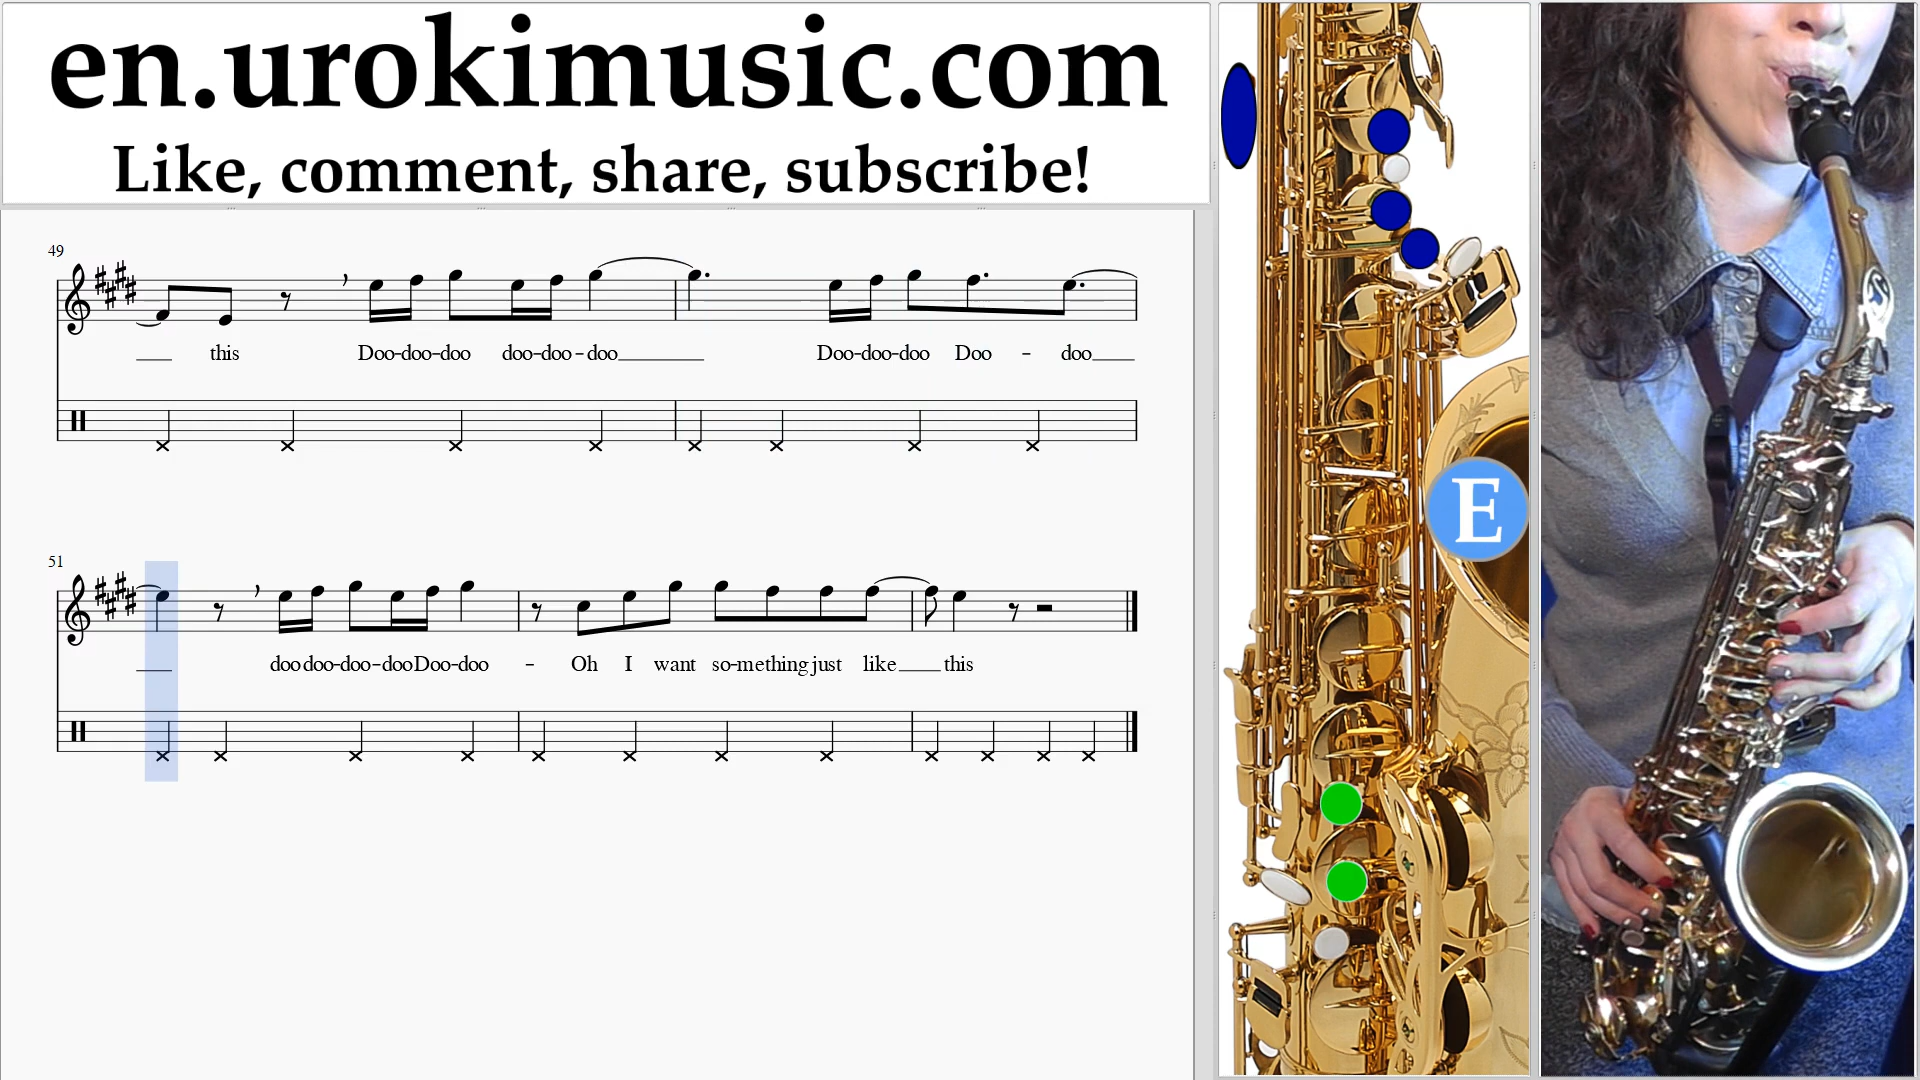 en.urokimusic.com
Like, comment, share, subscribe!
49
this Doo-doo-doo doo-doo-doo Doo-doo-doo Doo - doo
E
51
doo doo-doo-doo Doo-doo - Oh I want so-mething just like this